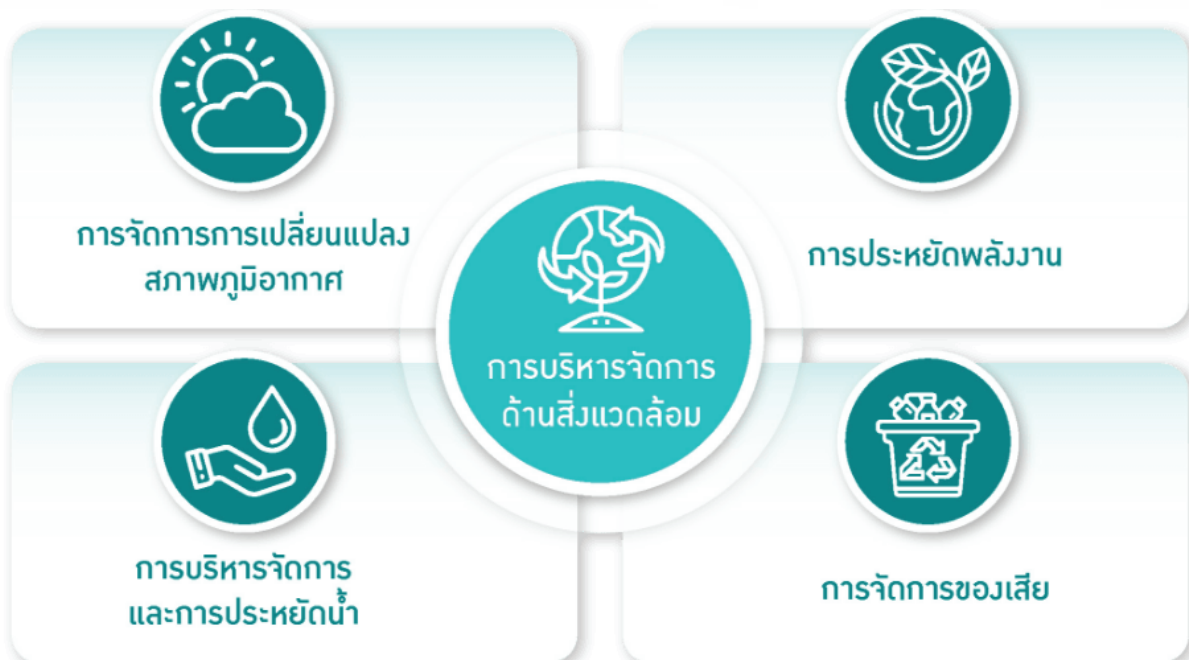 การจัดการการเปลี่ยนแปลง
สภาพภูมิอากาศ
การประหยัดพลังงาน
การบริหารจัดการ
ด้านสิ่งแวดล้อม
การบริหารจัดการ
และการประหยัดน้ำ
การจัดการของเสีย